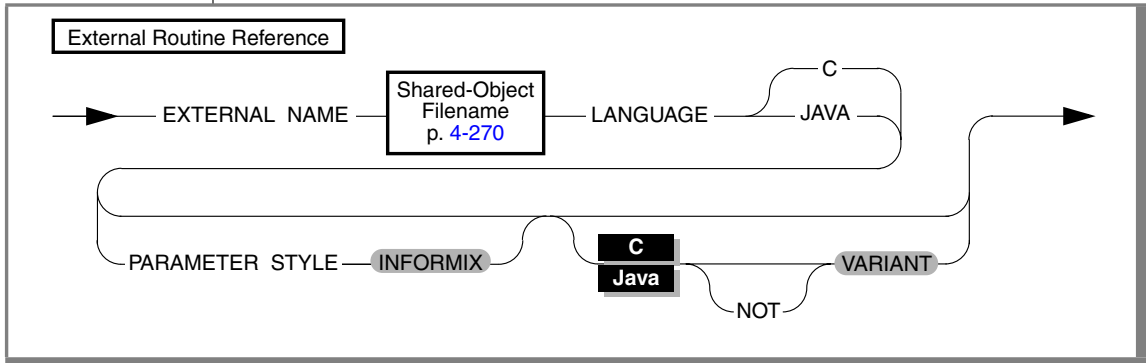 External Routine Reference
EXTERNAL NAME
Shared-Object
Filename
p. 4-270
LANGUAGE
C
JAVA
PARAMETER STYLE
INFORMIX
C
Java
NOT
VARIANT